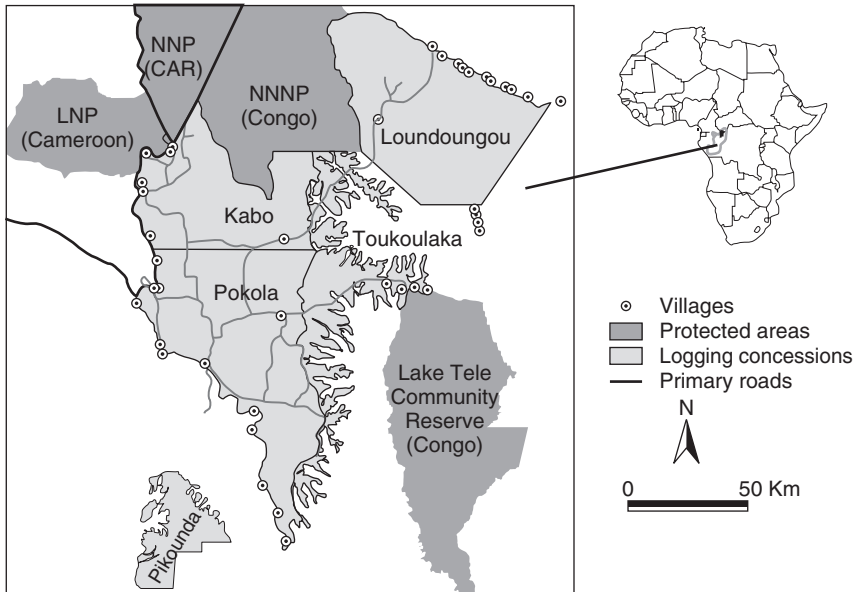 NNP
(CAR)
NNNP
(Congo)
LNP
(Cameroon)
Loundoungou
Kabo
Toukoulaka
Pokola
Lake Tele
Community
Reserve
(Congo)
Pikounda
Villages
Protected areas
Logging concessions
Primary roads
N
0 50 Km